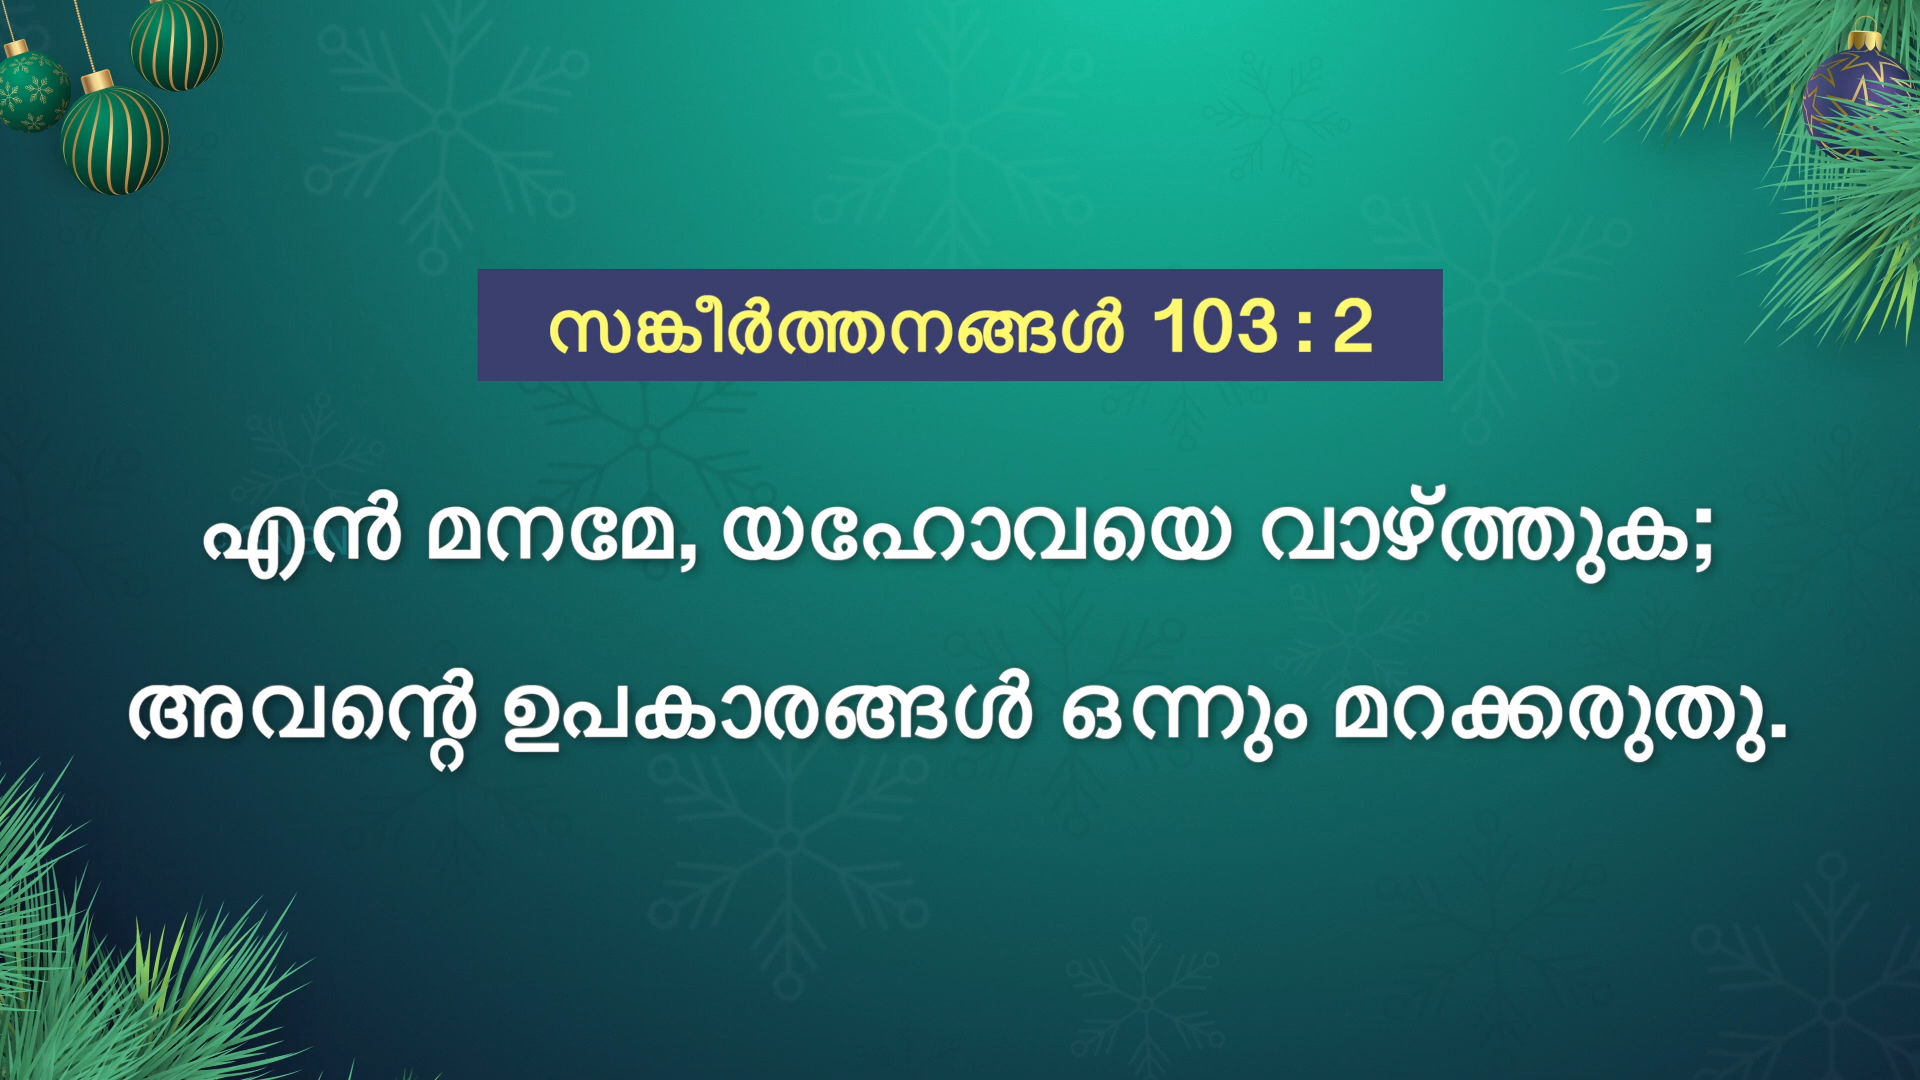 സങ്കീർത്തനങ്ങൾ 103 : 2
എൻ മനമേ, യഹോവയെ വാഴ്ത്തുക;
അവന്റെ ഉപകാരങ്ങൾ ഒന്നും മറക്കരുതു.